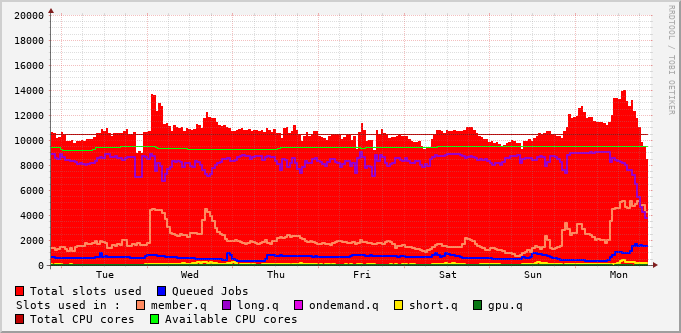 RRDTOOL / TOBI OETIKER
20000
18000
16000
14000
12000
10000
8000
6000
4000
2000
0
Tue Wed Thu Fri Sat Sun Mon
Total slots used Queued Jobs
Slots used in : member.q long.q ondemand.q short.q gpu.q
Total CPU cores Available CPU cores